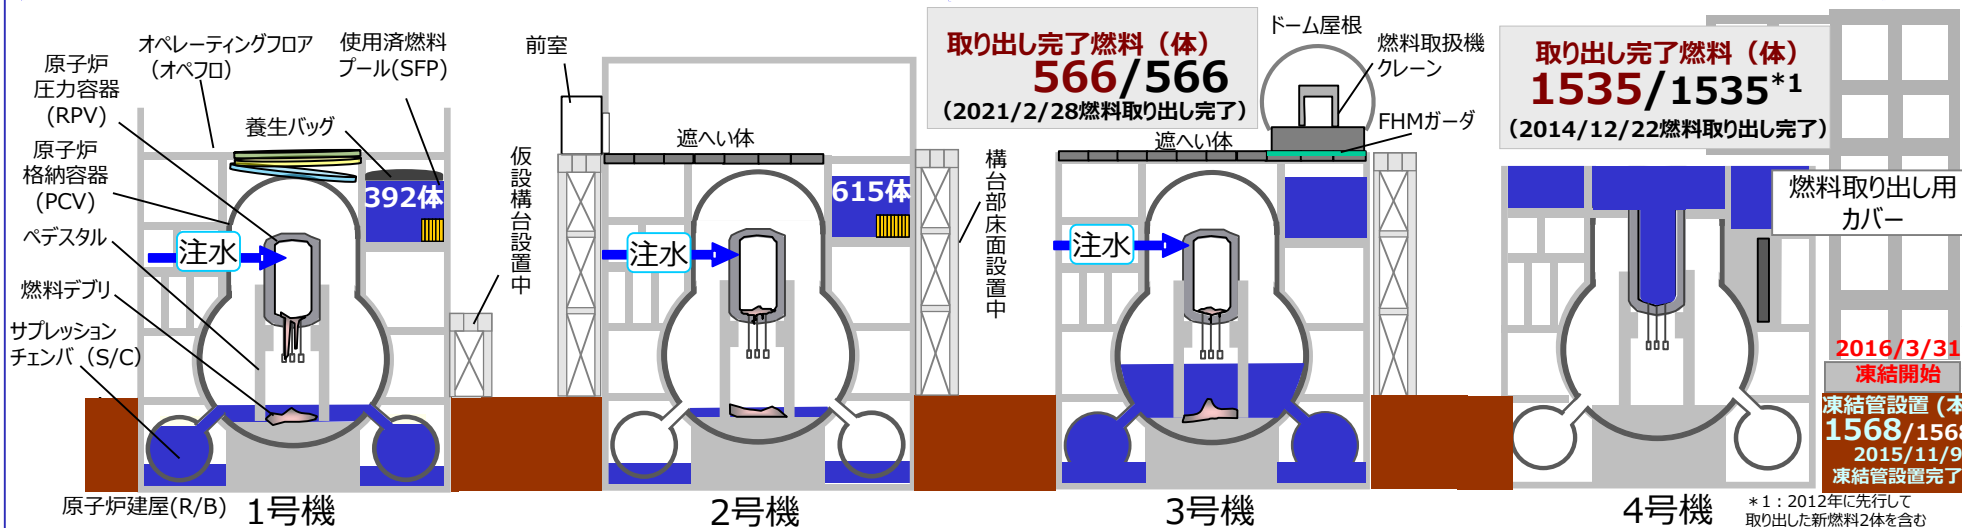 オペレーティングフロア
(オペフロ)
使用済燃料
プール(SFP)
原子炉
圧力容器
(RPV)
養生バッグ
原子炉
格納容器
(PCV)
392体
ペデスタル
注水
燃料デブリ
サプレッション
チェンバ (S/C)
原子炉建屋(R/B)
1号機
仮設構台設置中
前室
遮へい体
615体
注水
2号機
構台部床面設置中
取り出し完了燃料（体）
566/566
(2021/2/28燃料取り出し完了)
ドーム屋根
燃料取扱機
クレーン
FHMガーダ
遮へい体
注水
3号機
取り出し完了燃料（体）
1535/1535*1
(2014/12/22燃料取り出し完了)
燃料取り出し用
カバー
2016/3/31
凍結開始
凍結管設置 (本
1568/1568
2015/11/9
凍結管設置完了
4号機
*1：2012年に先行して
取り出した新燃料2体を含む